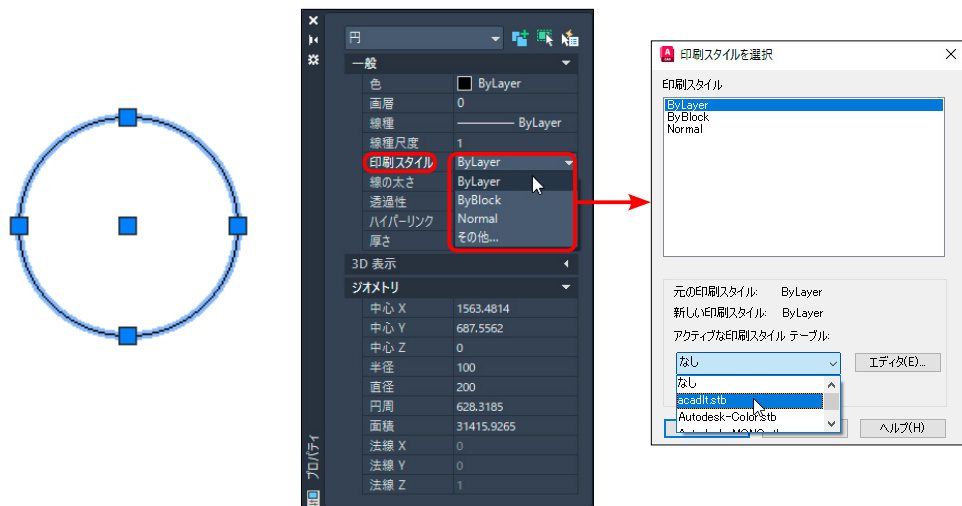 円
一般
色 ByLayer
画層 0
線種 ByLayer
線種尺度 1
印刷スタイル ByLayer
線の太さ ByLayer
透過性 ByBlock
ハイパーリンク Normal
厚さ その他...
3D 表示
ジオメトリ
中心 X 1563.4814
中心 Y 687.5562
中心 Z 0
半径 100
直径 200
円周 628.3185
面積 31415.9265
法線 X 0
法線 Y 0
法線 Z 1
プロパティ
A CAD 印刷スタイルを選択
印刷スタイル
ByLayer
ByBlock
Normal
元の印刷スタイル: ByLayer
新しい印刷スタイル: ByLayer
アクティブな印刷スタイル テーブル:
なし エディタ(E)...
なし
acadlt.stb
Autodesk-Color.stb
ヘルプ(H)